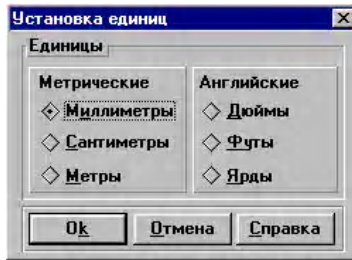 Установка единиц
Единицы
Метрические
Миллиметры
Сантиметры
Метры
Английские
Дюймы
Футы
Ярды
Ok
Отмена
Справка